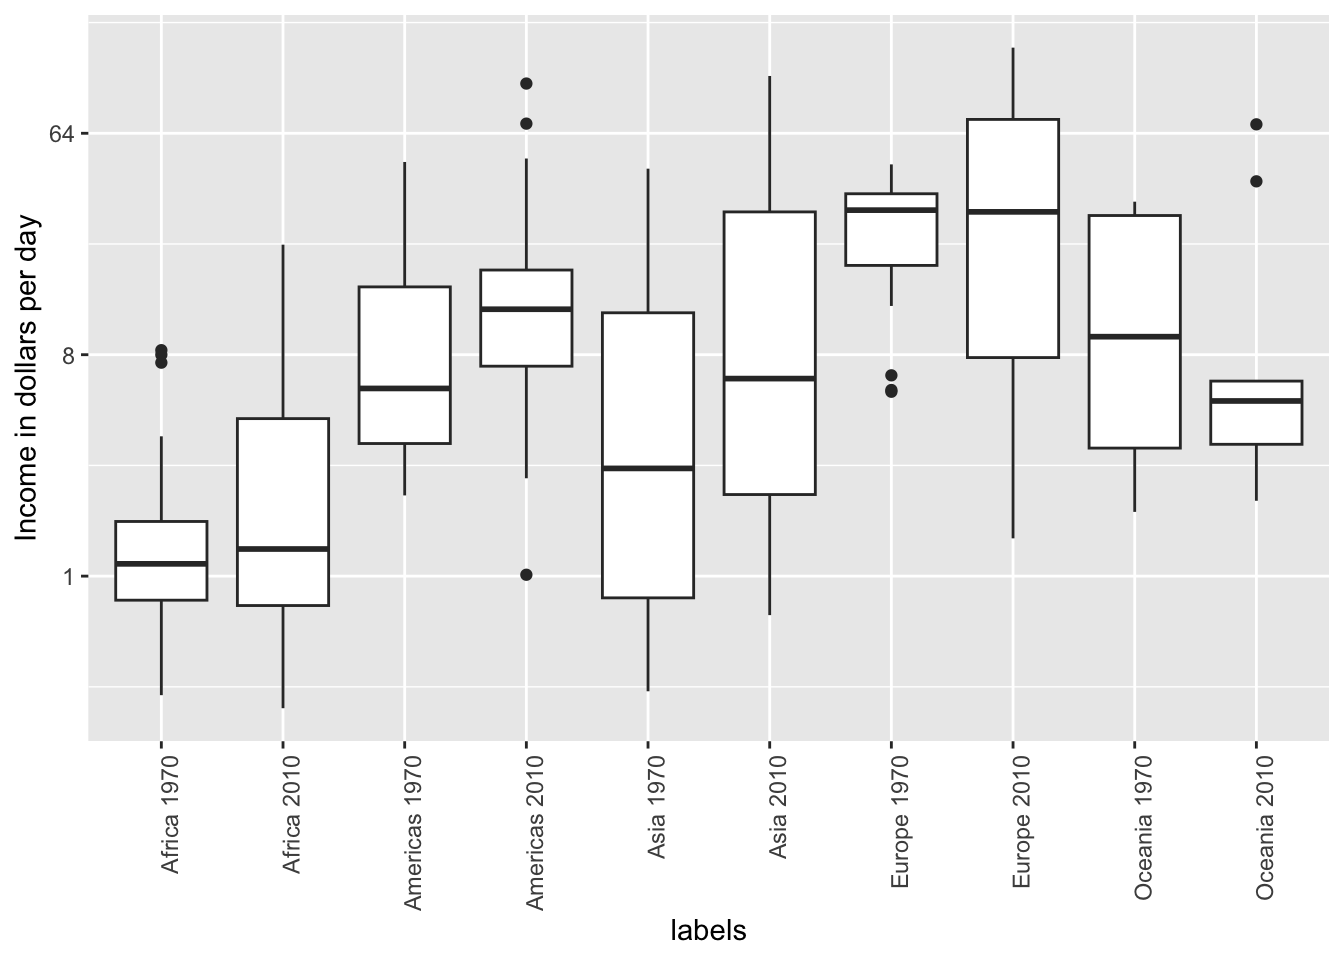 Income in dollars per day
64
8
1
Africa 1970
Africa 2010
Americas 1970
Americas 2010
Asia 1970
Asia 2010
Europe 1970
Europe 2010
Oceania 1970
Oceania 2010
labels